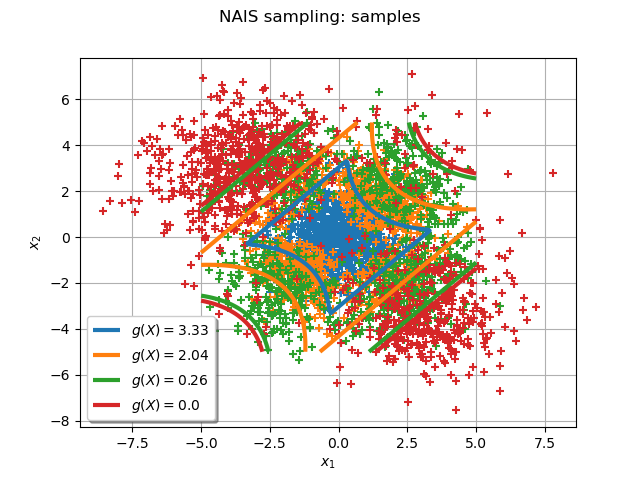 NAIS sampling: samples
6
4
2
0
−2
−4
−6
−8
x2
g(X) = 3.33
g(X) = 2.04
g(X) = 0.26
g(X) = 0.0
−7.5 −5.0 −2.5 0.0 2.5 5.0 7.5
x1